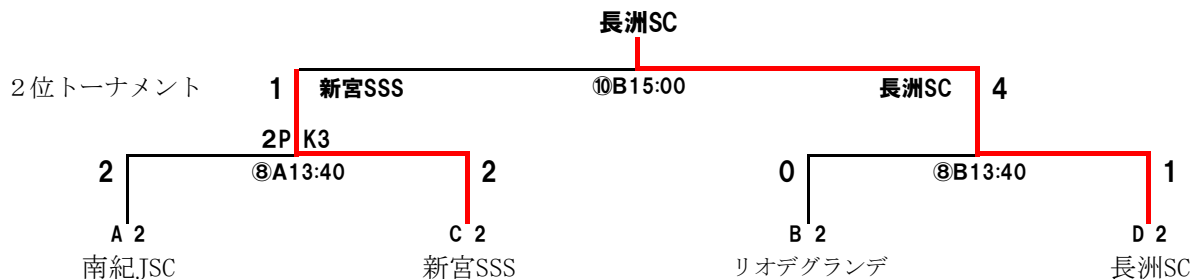 長洲SC
2位トーナメント 1 新宮SSS ⑩B15:00 長洲SC 4
2PK3
2 ⑧A13:40 2 0 ⑧B13:40 1
A 2 C 2 B 2 D 2
南紀JSC 新宮SSS リオデグランデ 長洲SC